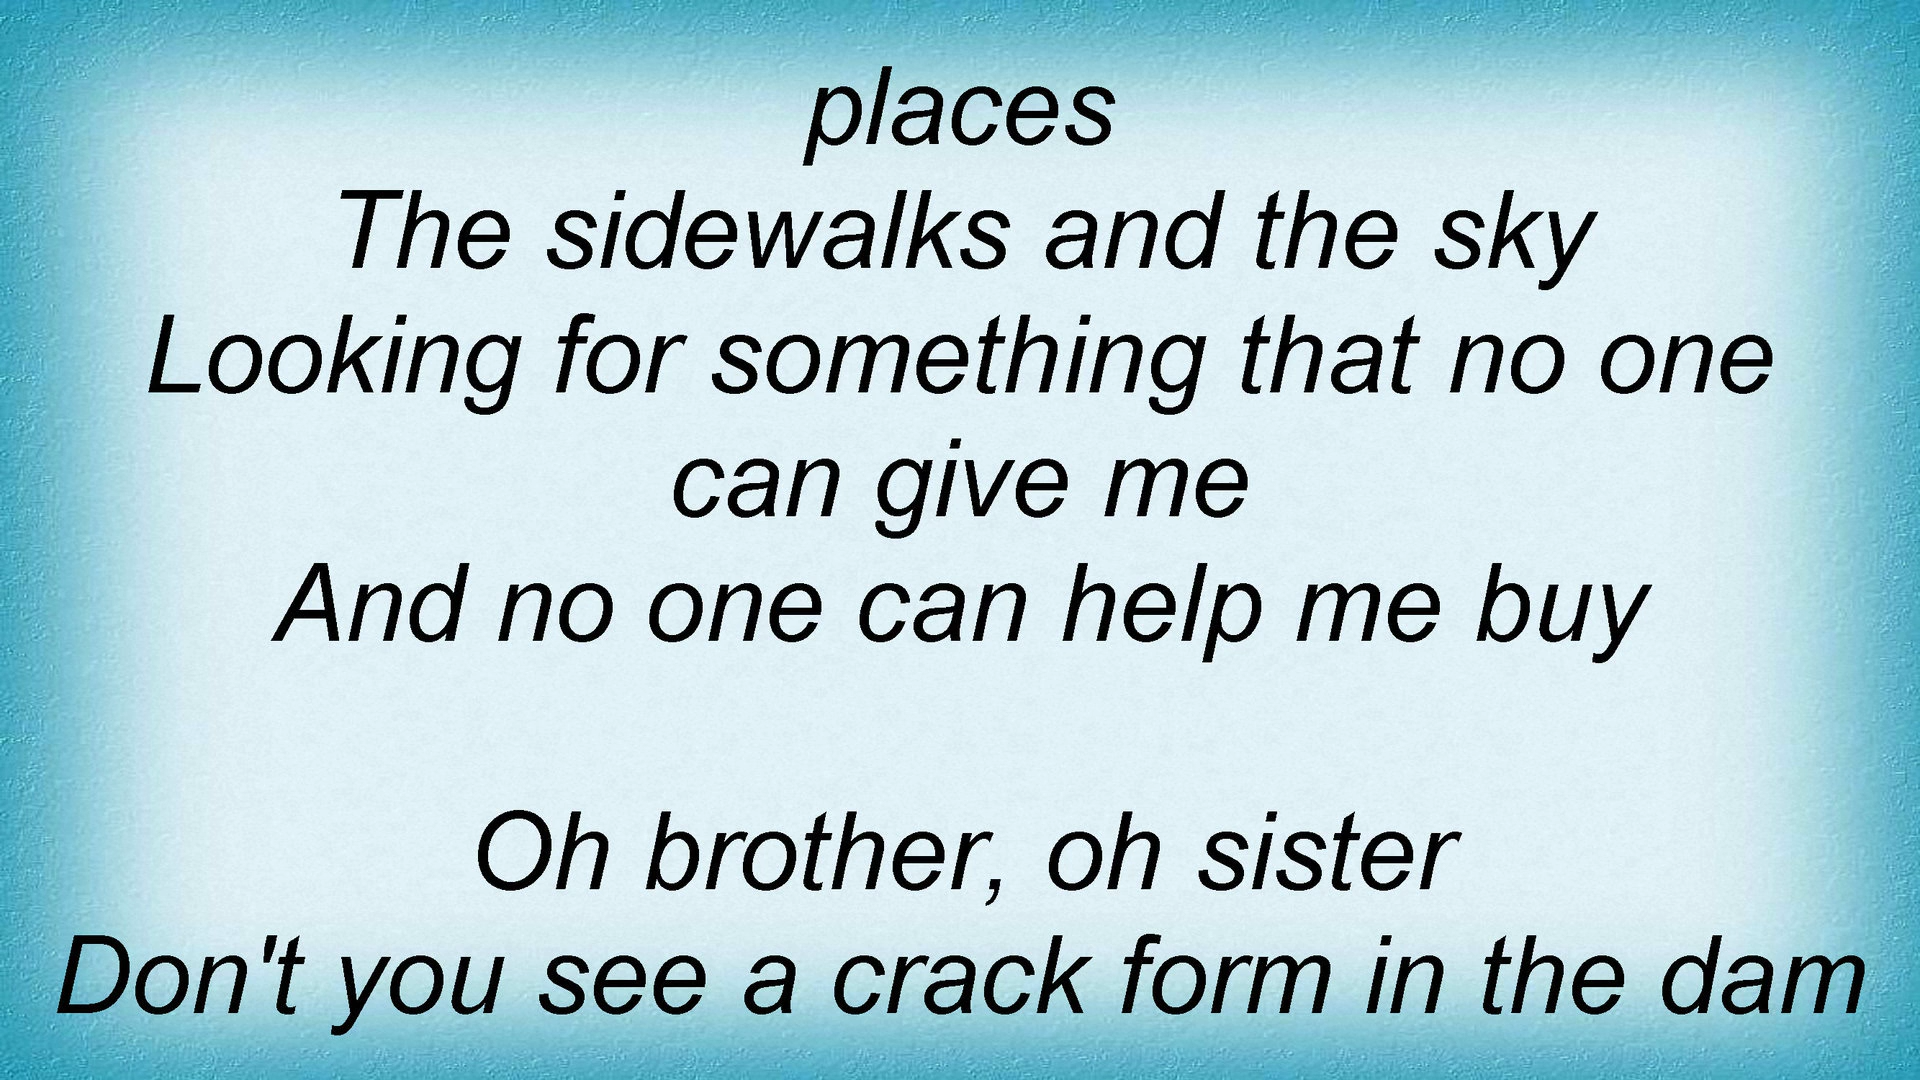 places
The sidewalks and the sky
Looking for something that no one
can give me
And no one can help me buy
Oh brother, oh sister
Don't you see a crack form in the dam